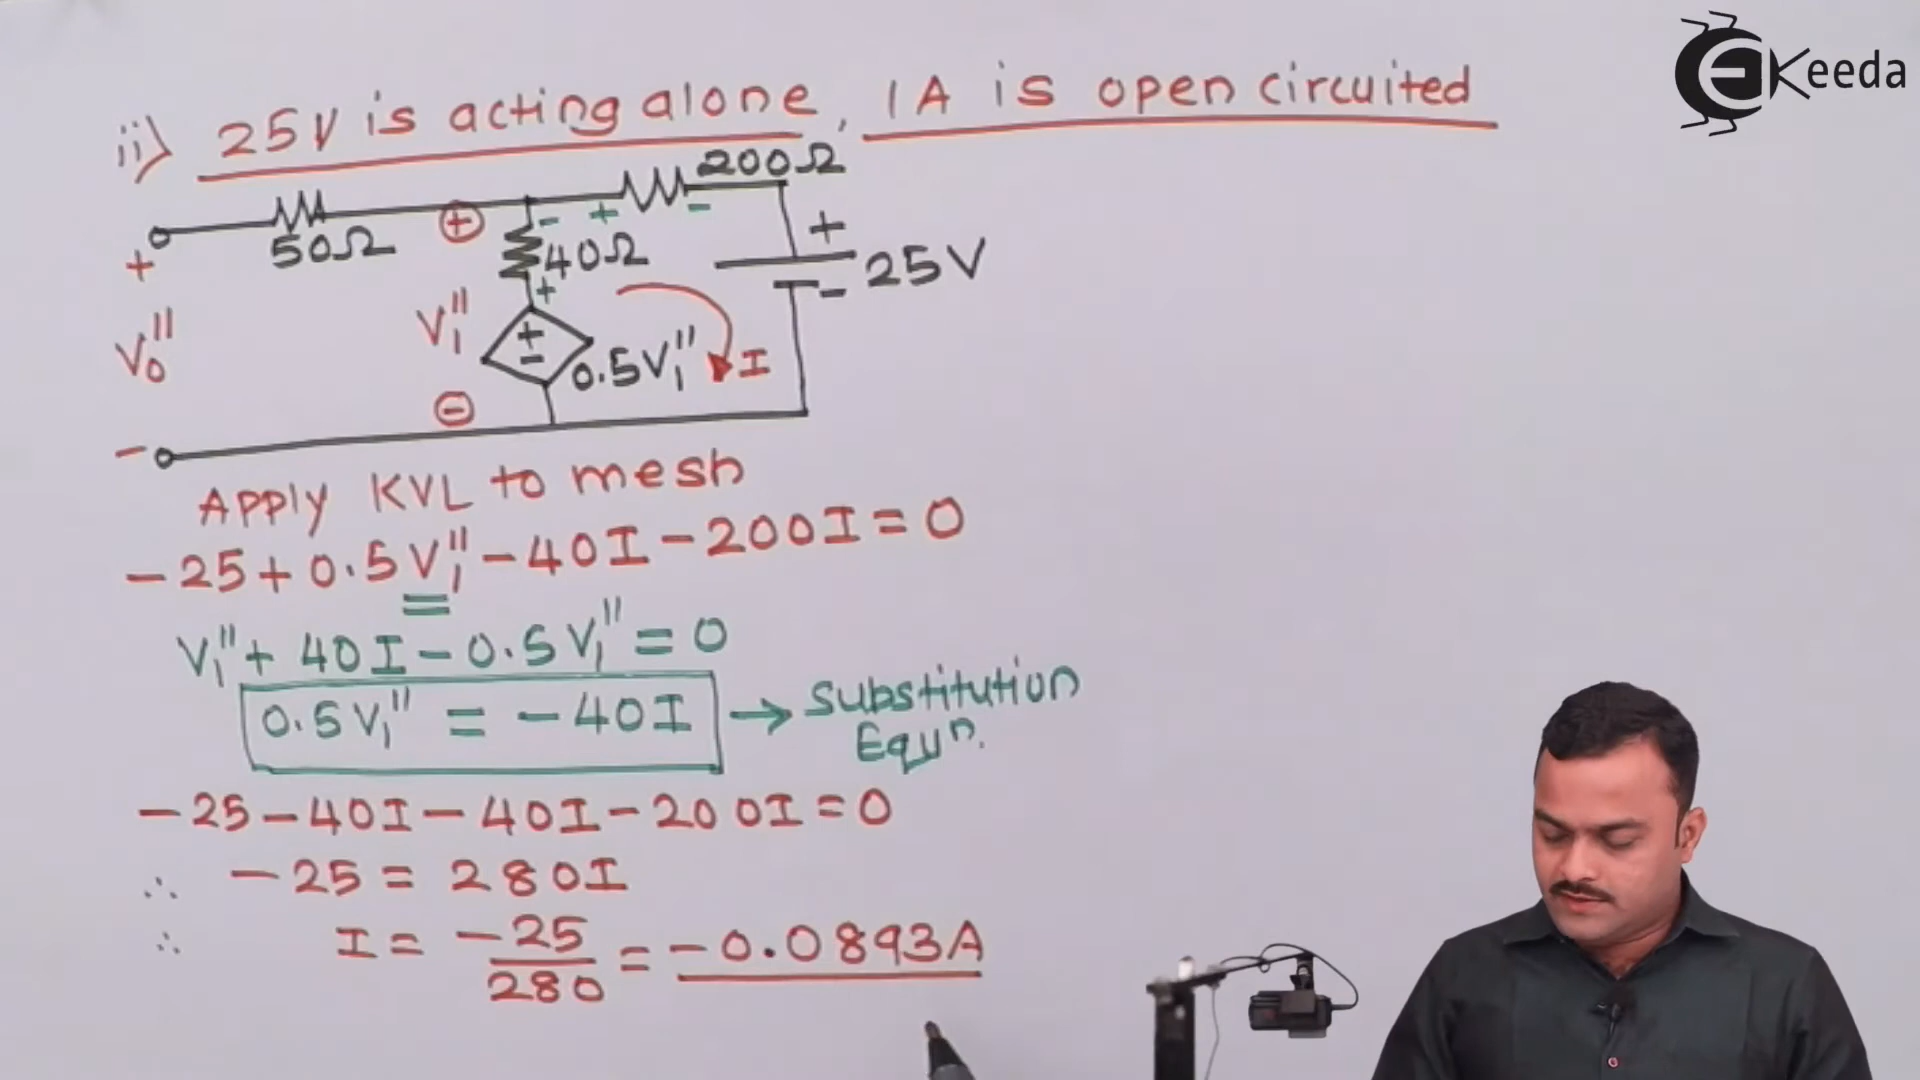 EKeeda
ii) 25V is acting alone, 1A is open circuited
200Ω
50Ω
40Ω
+
-
25V
V₀''
V₁''
0.5V₁''
I
Apply KVL to mesh
-25+0.5V₁''-40I-200I=0
V₁''+40I-0.5V₁''=0
0.5V₁''=-40I → Substitution
Equⁿ.
-25-40I-40I-200I=0
∴ -25=280I
∴ I=-25/280=-0.0893A